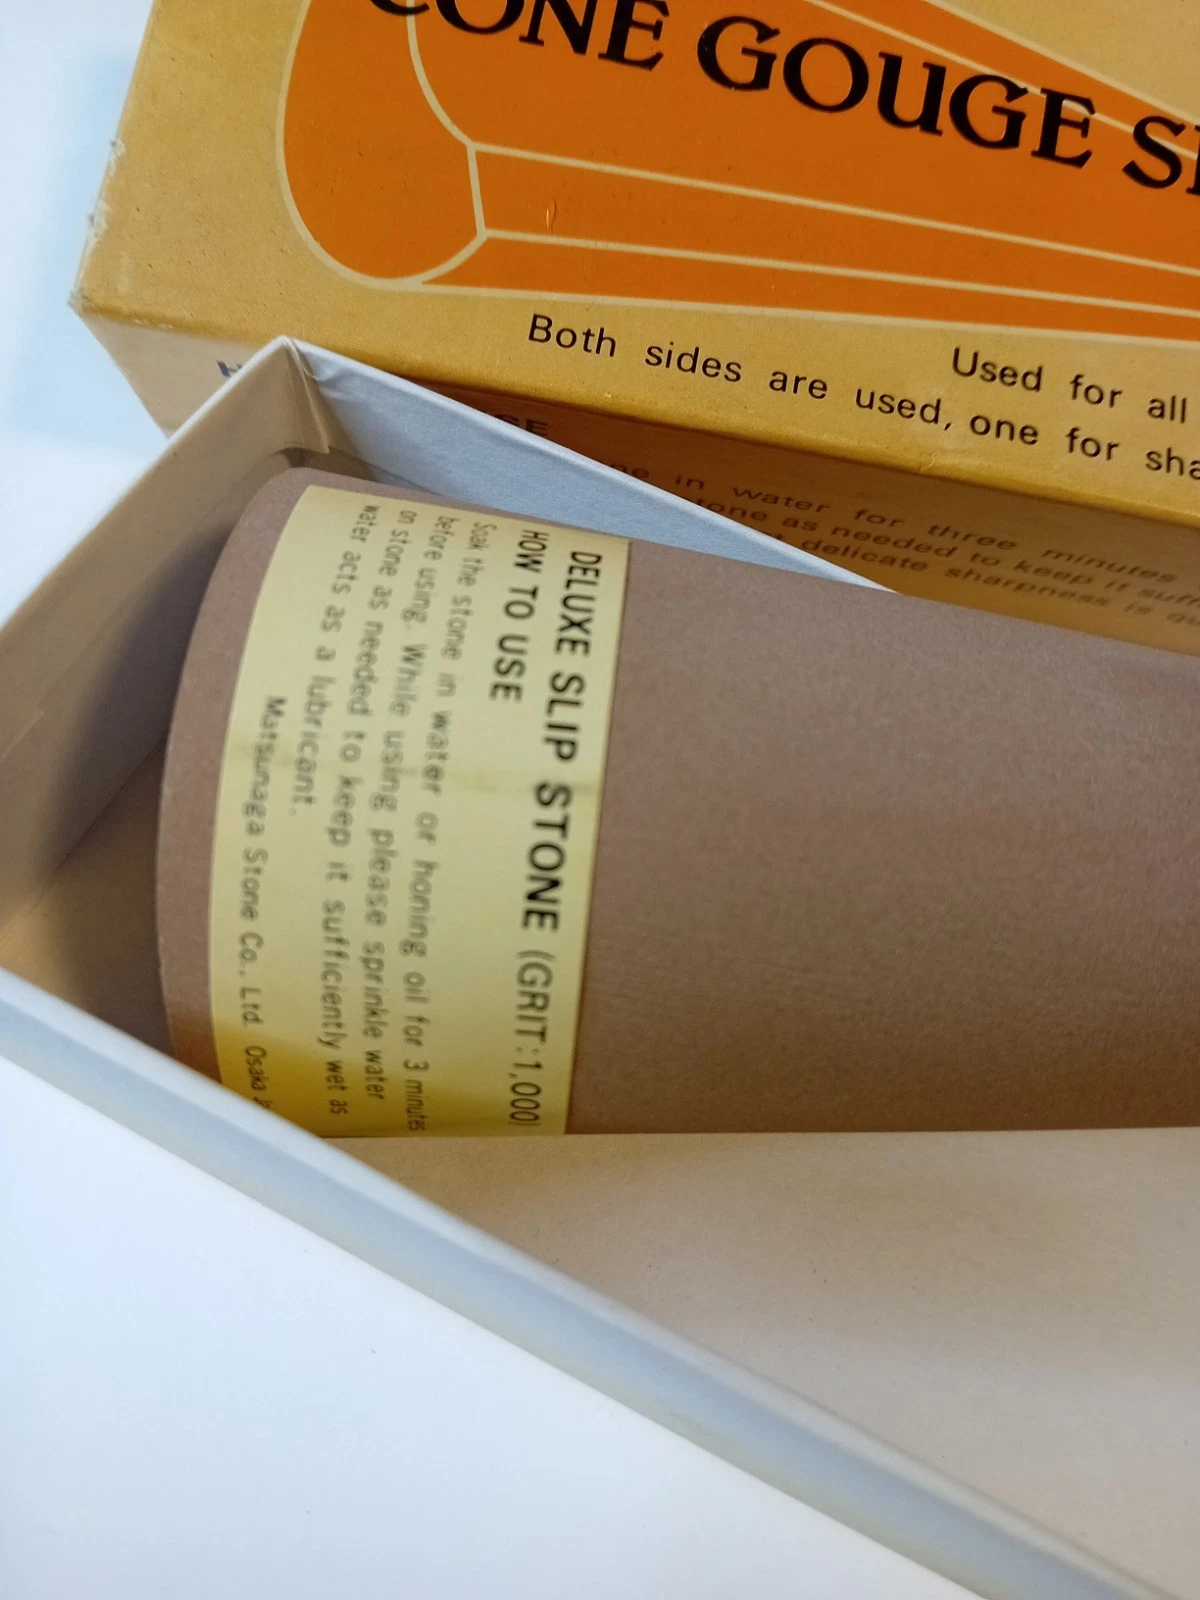 CONE GOUGE
Used for all
Both sides are used, one for
in water for three minutes
as needed to keep it
delicate sharpness is
DELUXE SLIP STONE (GRIT:1,000)
HOW TO USE
Soak the stone in water or honing oil for 3 minutes
before using. While using please sprinkle water
on stone as needed to keep it sufficiently wet as
water acts as a lubricant.
Matsunaga Stone Co., Ltd. Osaka